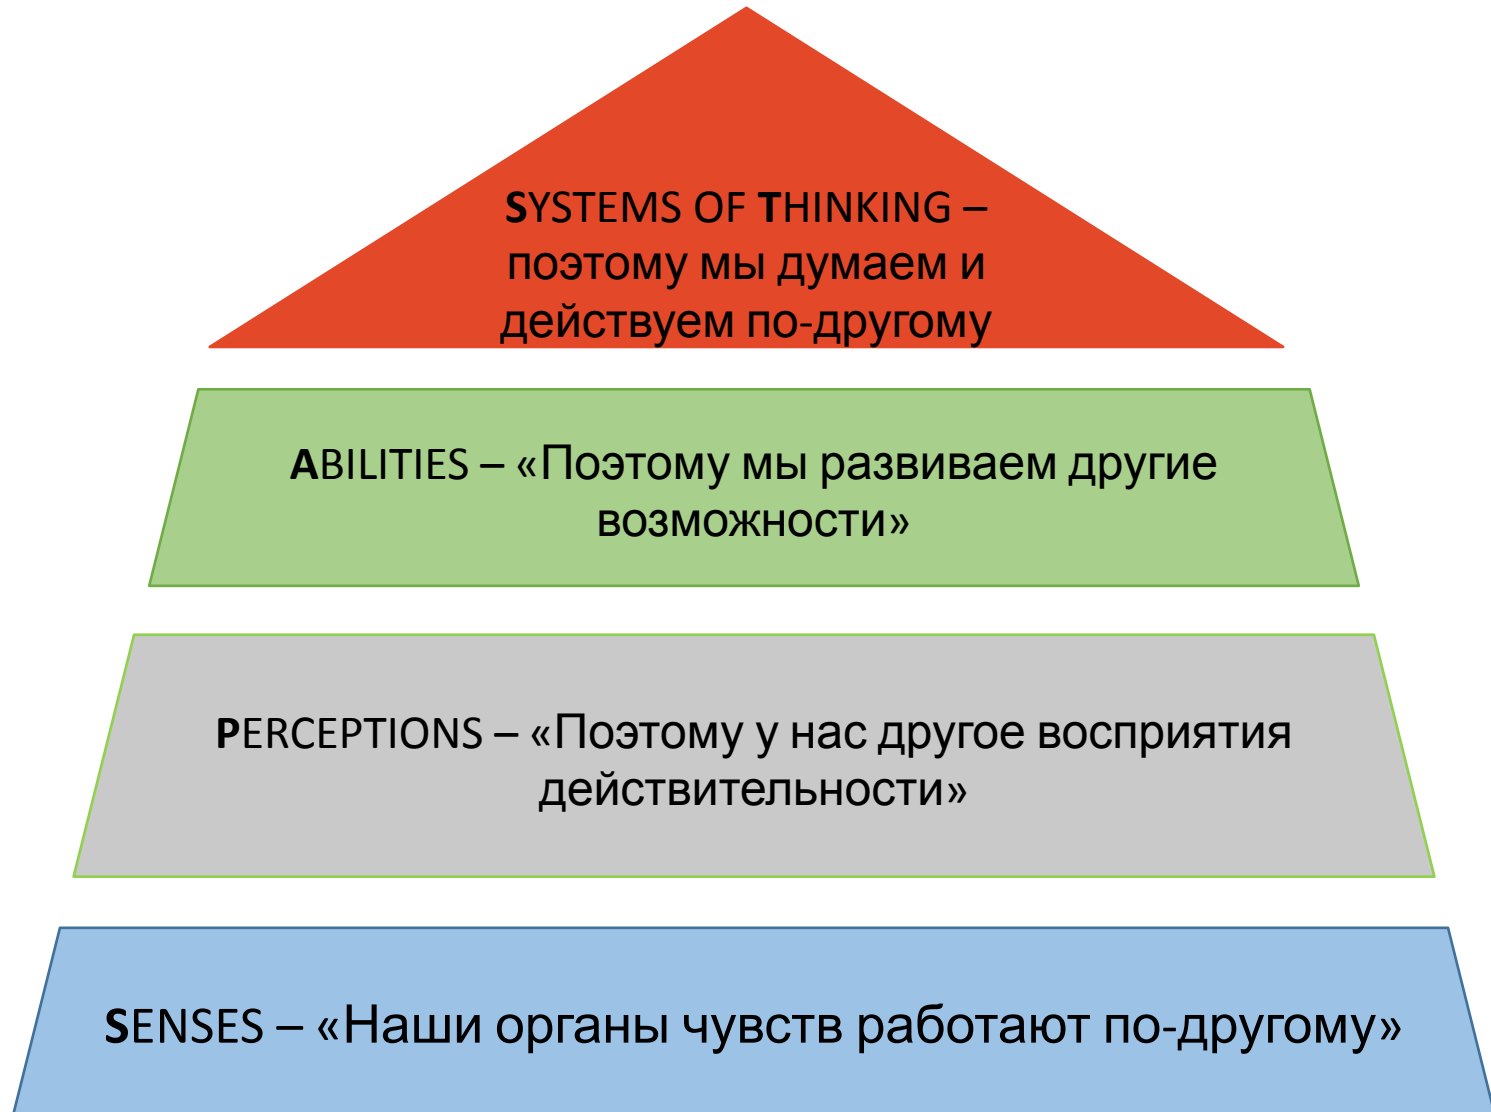 SYSTEMS OF THINKING –
поэтому мы думаем и
действуем по-другому
ABILITIES – «Поэтому мы развиваем другие
возможности»
PERCEPTIONS – «Поэтому у нас другое восприятия
действительности»
SENSES – «Наши органы чувств работают по-другому»